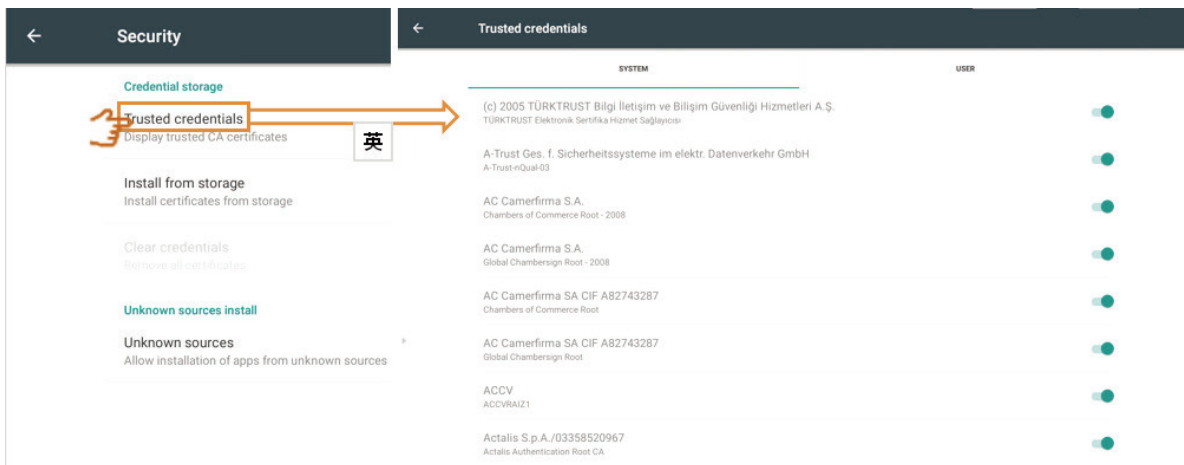 Security
Credential storage
Trusted credentials
Display trusted CA certificates
英
Install from storage
Install certificates from storage
Clear credentials
Remove all certificates
Unknown sources install
Unknown sources
Allow installation of apps from unknown sources
Trusted credentials
SYSTEM
USER
(c) 2005 TÜRKTRUST Bilgi İletişim ve Bilişim Güvenliği Hizmetleri A.Ş.
TÜRKTRUST Elektronik Sertifika Hizmet Sağlayıcısı
A-Trust Ges. f. Sicherheitssysteme im elektr. Datenverkehr GmbH
A-Trust-nQual-03
AC Camerfirma S.A.
Chambers of Commerce Root - 2008
AC Camerfirma S.A.
Global Chambersign Root - 2008
AC Camerfirma SA CIF A82743287
Chambers of Commerce Root
AC Camerfirma SA CIF A82743287
Global Chambersign Root
ACCV
ACCVRAIZ1
Actalis S.p.A./03358520967
Actalis Authentication Root CA